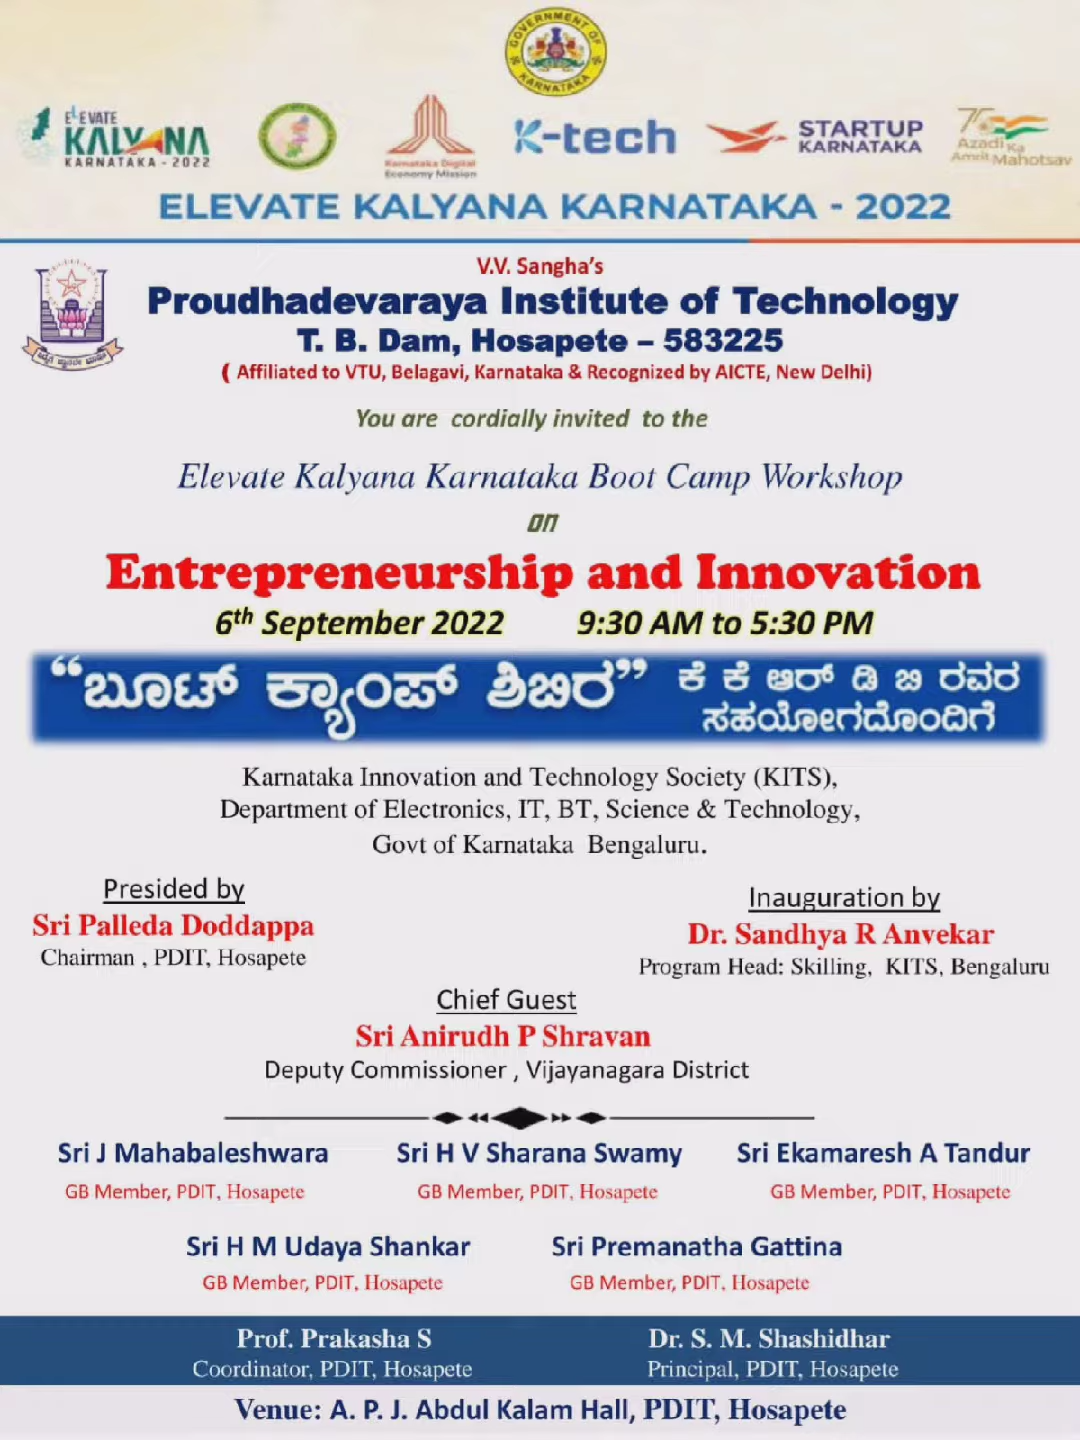 GOVERNMENT OF KARNATAKA
ELEVATE
KALYANA
KARNATAKA - 2022
Karnataka Digital
Economy Mission
K-tech
STARTUP
KARNATAKA
75
Azadi Ka
Amrit Mahotsav
ELEVATE KALYANA KARNATAKA - 2022
V.V. Sangha's
Proudhadevaraya Institute of Technology
T. B. Dam, Hosapete – 583225
( Affiliated to VTU, Belagavi, Karnataka & Recognized by AICTE, New Delhi)
You are cordially invited to the
Elevate Kalyana Karnataka Boot Camp Workshop
on
Entrepreneurship and Innovation
6th September 2022 9:30 AM to 5:30 PM
“ಬೂಟ್ ಕ್ಯಾಂಪ್ ಶಿಬಿರ” ಕೆ ಕೆ ಆರ್ ಡಿ ಬಿ ರವರ
ಸಹಯೋಗದೊಂದಿಗೆ
Karnataka Innovation and Technology Society (KITS),
Department of Electronics, IT, BT, Science & Technology,
Govt of Karnataka Bengaluru.
Presided by
Sri Palleda Doddappa
Chairman , PDIT, Hosapete
Inauguration by
Dr. Sandhya R Anvekar
Program Head: Skilling, KITS, Bengaluru
Chief Guest
Sri Anirudh P Shravan
Deputy Commissioner , Vijayanagara District
Sri J Mahabaleshwara
GB Member, PDIT, Hosapete
Sri H V Sharana Swamy
GB Member, PDIT, Hosapete
Sri Ekamaresh A Tandur
GB Member, PDIT, Hosapete
Sri H M Udaya Shankar
GB Member, PDIT, Hosapete
Sri Premanatha Gattina
GB Member, PDIT, Hosapete
Prof. Prakasha S
Coordinator, PDIT, Hosapete
Dr. S. M. Shashidhar
Principal, PDIT, Hosapete
Venue: A. P. J. Abdul Kalam Hall, PDIT, Hosapete